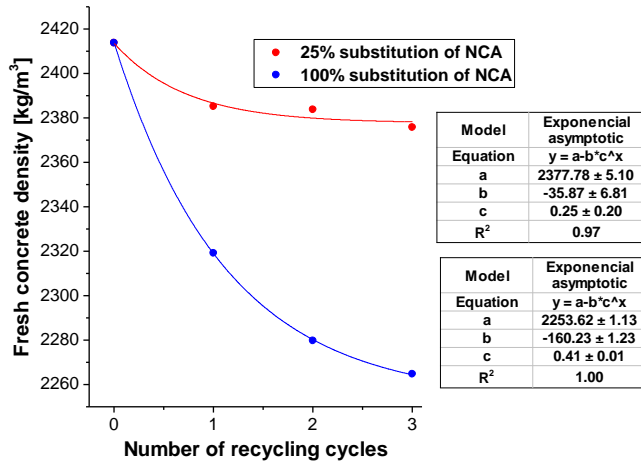 2420
2400
2380
2360
2340
2320
2300
2280
2260
Fresh concrete density [kg/m³]
0 1 2 3
Number of recycling cycles
25% substitution of NCA
100% substitution of NCA
Model Exponencial asymptotic
Equation y = a-b*c^x
a 2377.78 ± 5.10
b -35.87 ± 6.81
c 0.25 ± 0.20
R² 0.97
Model Exponencial asymptotic
Equation y = a-b*c^x
a 2253.62 ± 1.13
b -160.23 ± 1.23
c 0.41 ± 0.01
R² 1.00